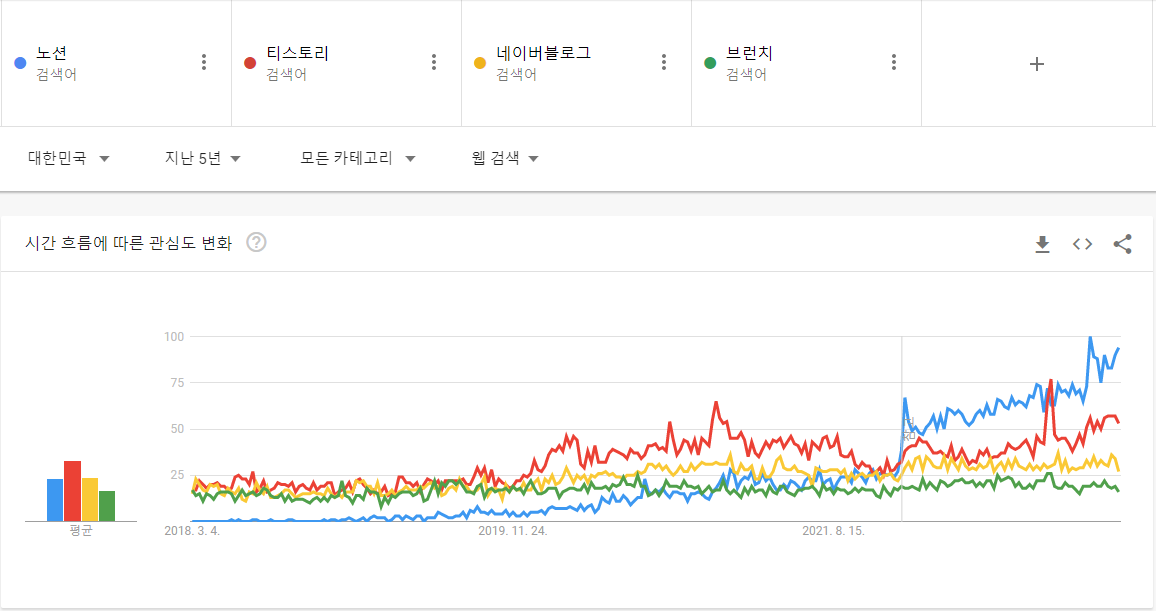 노션
검색어
티스토리
검색어
네이버블로그
검색어
브런치
검색어
+
대한민국
지난 5년
모든 카테고리
웹 검색
시간 흐름에 따른 관심도 변화
?
100
75
50
25
평균
2018. 3. 4.
2019. 11. 24.
2021. 8. 15.